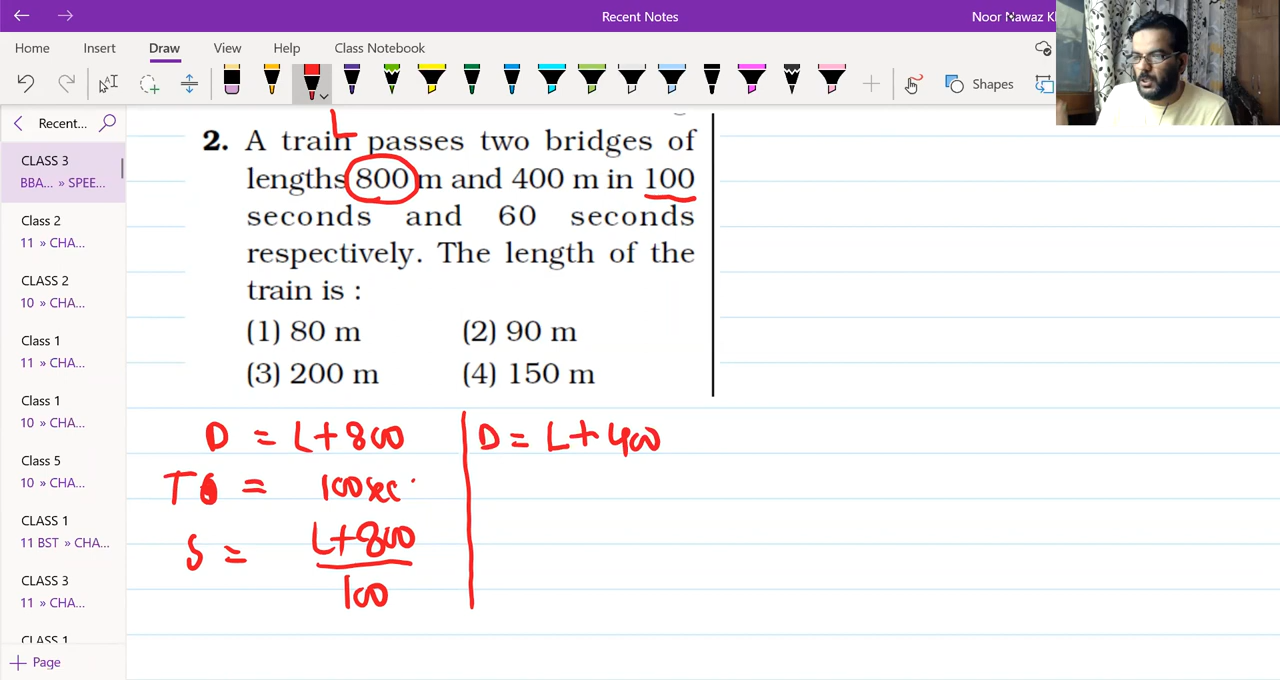 Recent Notes
Noor Nawaz Kh
Home Insert Draw View Help Class Notebook
Shapes
Recent...
CLASS 3
BBA... » SPEE...
Class 2
11 » CHA...
CLASS 2
10 » CHA...
Class 1
11 » CHA...
Class 1
10 » CHA...
Class 5
10 » CHA...
CLASS 1
11 BST » CHA...
CLASS 3
11 » CHA...
CLASS 1
Page
L
2. A train passes two bridges of
lengths 800 m and 400 m in 100
seconds and 60 seconds
respectively. The length of the
train is :
(1) 80 m (2) 90 m
(3) 200 m (4) 150 m
D = L+800
T = 100 sec.
S = L+800
100
D = L+400